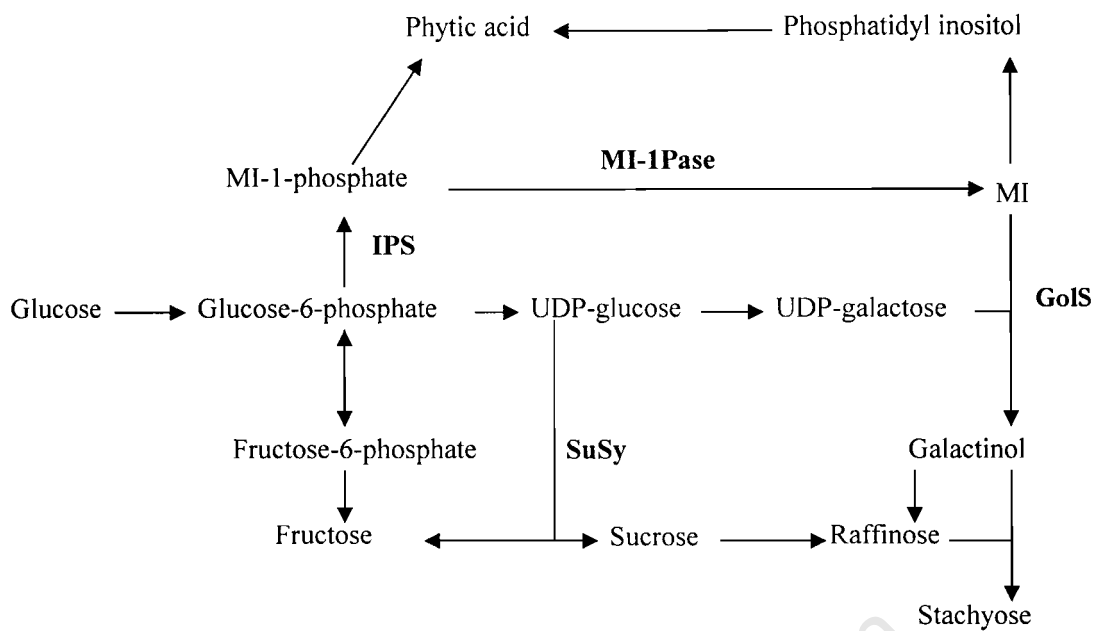 Phytic acid
Phosphatidyl inositol
MI-1Pase
MI-1-phosphate
MI
IPS
Glucose
Glucose-6-phosphate
UDP-glucose
UDP-galactose
GolS
Fructose-6-phosphate
SuSy
Galactinol
Fructose
Sucrose
Raffinose
Stachyose